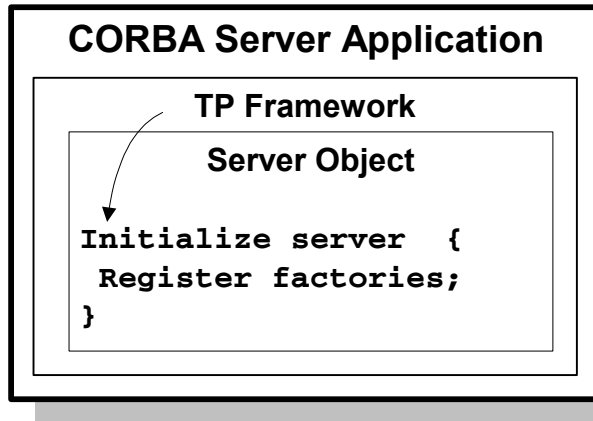 CORBA Server Application
TP Framework
Server Object
Initialize server  {
 Register factories;
}